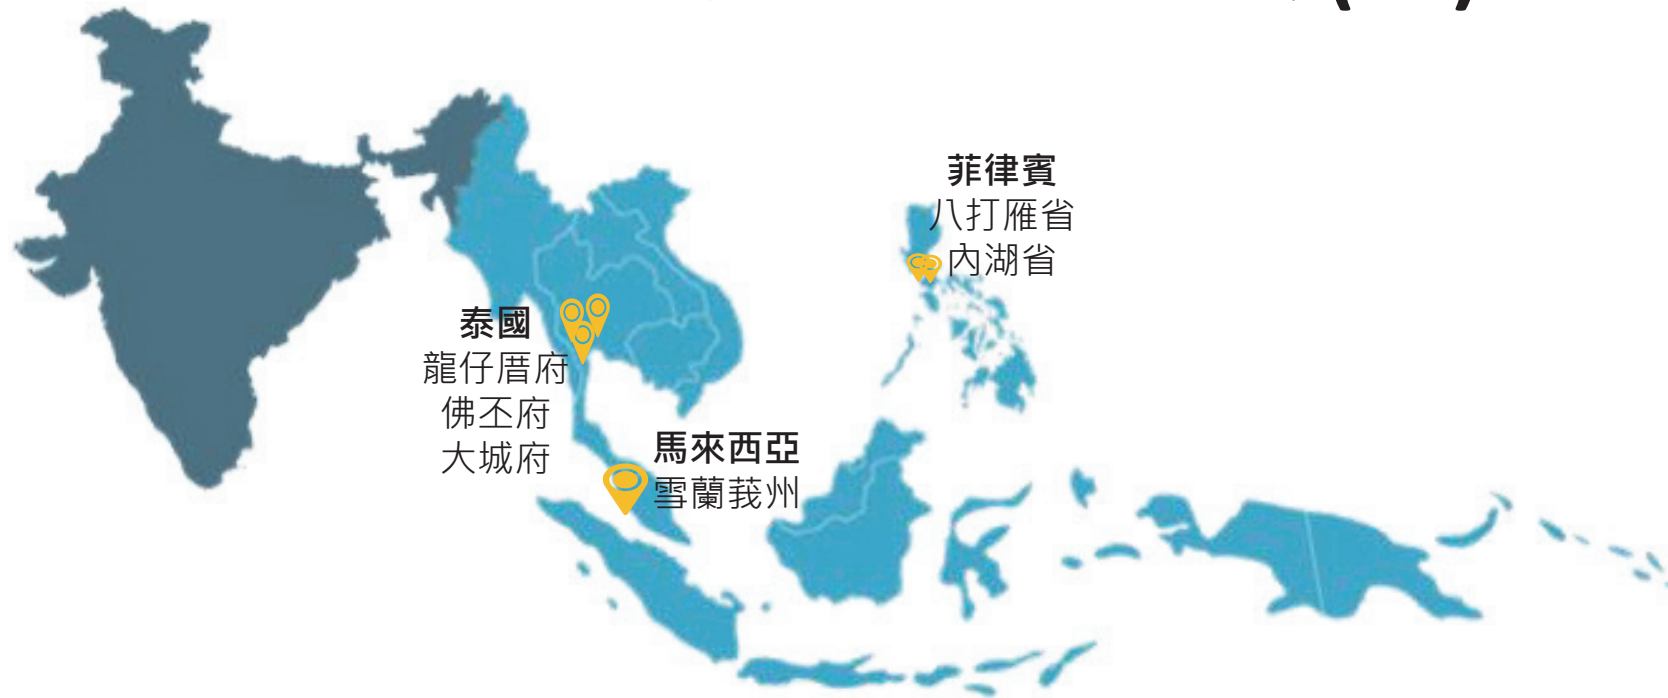 菲律賓
八打雁省
內湖省
泰國
龍仔厝府
佛丕府
大城府
馬來西亞
雪蘭莪州